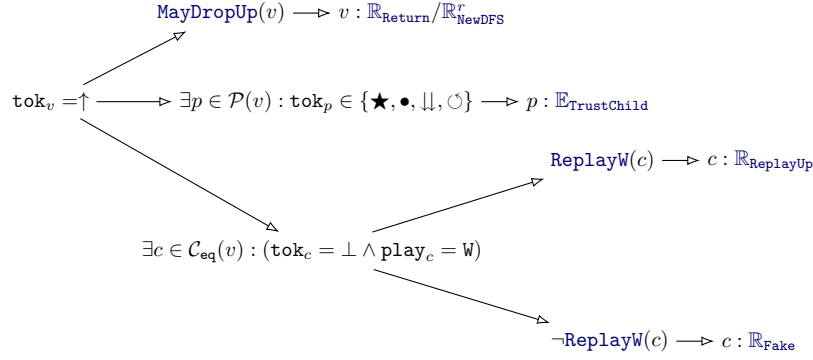 MayDropUp(v) ⟶ v : ℝ_Return/ℝ^r_NewDFS
tok_v =↑ ⟶ ∃p ∈ 𝒫(v) : tok_p ∈ {★, •, ⇊, ↺} ⟶ p : 𝔼_TrustChild
ReplayW(c) ⟶ c : ℝ_ReplayUp
∃c ∈ 𝒞_eq(v) : (tok_c = ⊥ ∧ play_c = W)
¬ReplayW(c) ⟶ c : ℝ_Fake